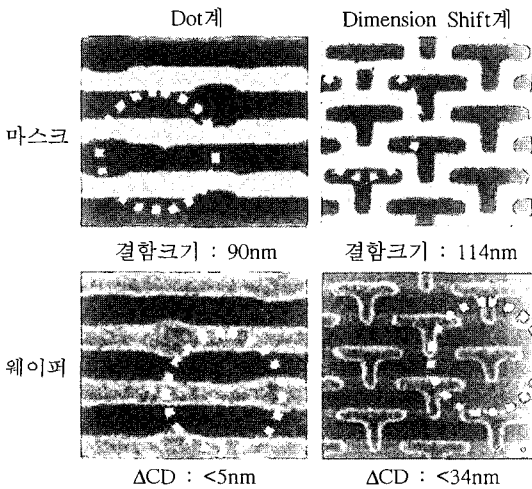 Dot계
Dimension Shift계
마스크
결함크기 : 90nm
결함크기 : 114nm
웨이퍼
ΔCD : <5nm
ΔCD : <34nm